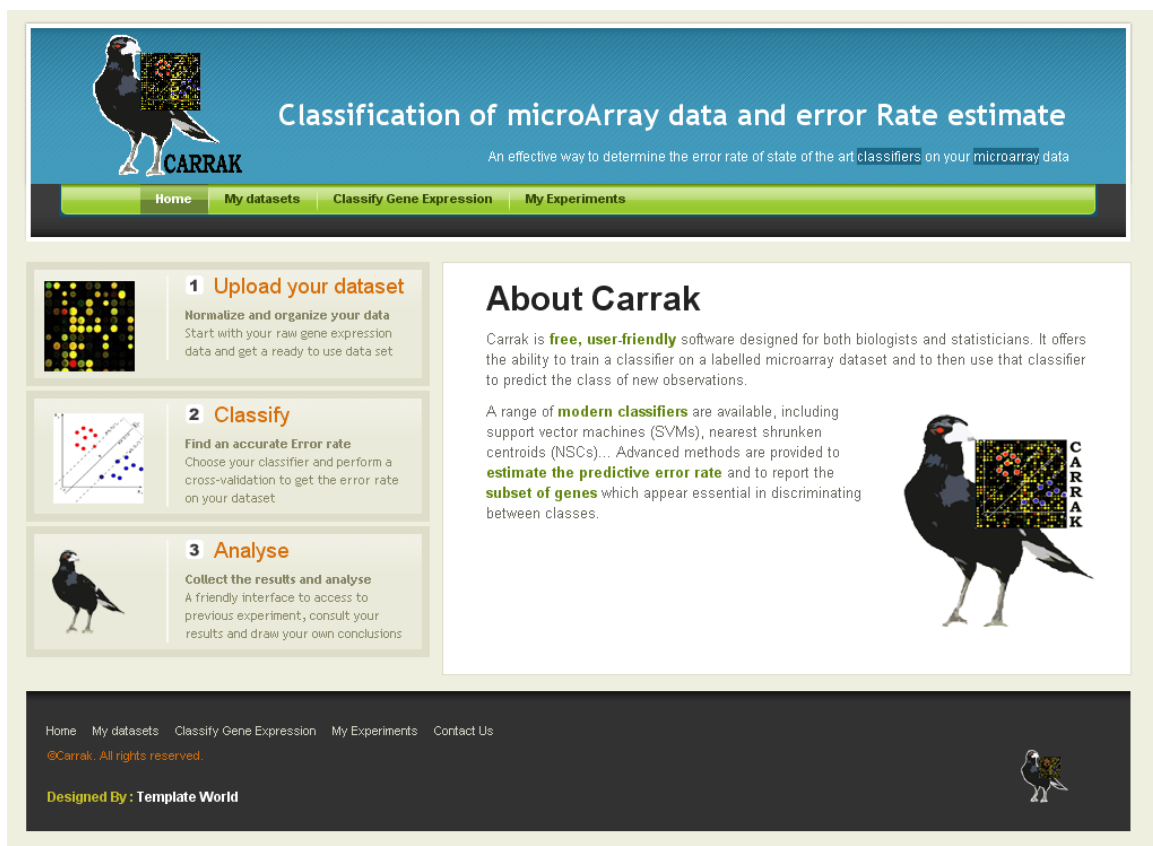 CARRAK
Classification of microArray data and error Rate estimate
An effective way to determine the error rate of state of the art classifiers on your microarray data
Home My datasets Classify Gene Expression My Experiments
1 Upload your dataset
Normalize and organize your data
Start with your raw gene expression
data and get a ready to use data set
2 Classify
Find an accurate Error rate
Choose your classifier and perform a
cross-validation to get the error rate
on your dataset
3 Analyse
Collect the results and analyse
A friendly interface to access to
previous experiment, consult your
results and draw your own conclusions
About Carrak
Carrak is free, user-friendly software designed for both biologists and statisticians. It offers
the ability to train a classifier on a labelled microarray dataset and to then use that classifier
to predict the class of new observations.
A range of modern classifiers are available, including
support vector machines (SVMs), nearest shrunken
centroids (NSCs)... Advanced methods are provided to
estimate the predictive error rate and to report the
subset of genes which appear essential in discriminating
between classes.
CARRAK
Home My datasets Classify Gene Expression My Experiments Contact Us
©Carrak. All rights reserved.
Designed By : Template World